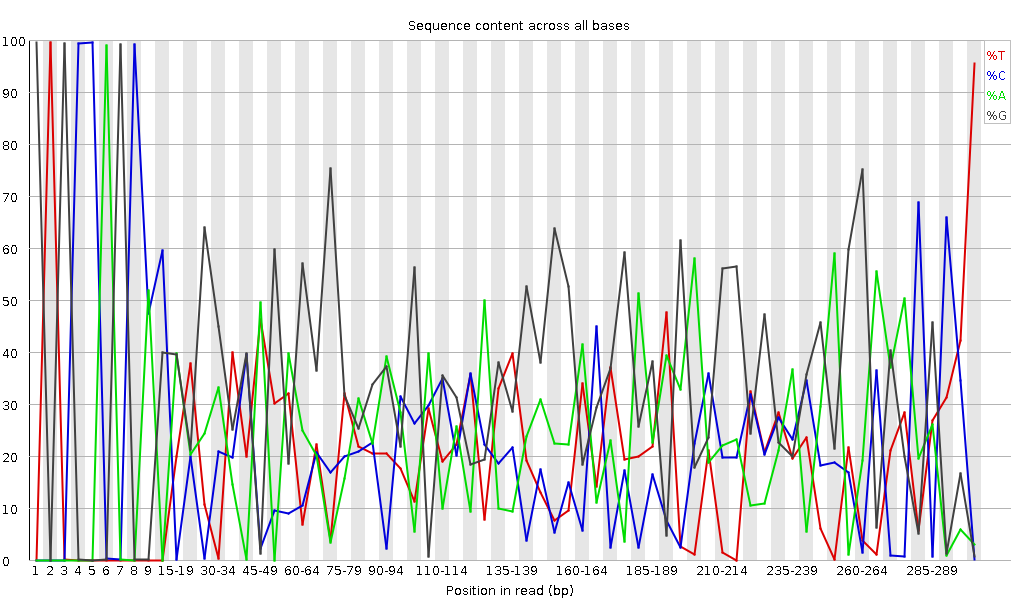 Sequence content across all bases
100
90
80
70
60
50
40
30
20
10
0
%T
%C
%A
%G
1 2 3 4 5 6 7 8 9 15-19 30-34 45-49 60-64 75-79 90-94 110-114 135-139 160-164 185-189 210-214 235-239 260-264 285-289
Position in read (bp)